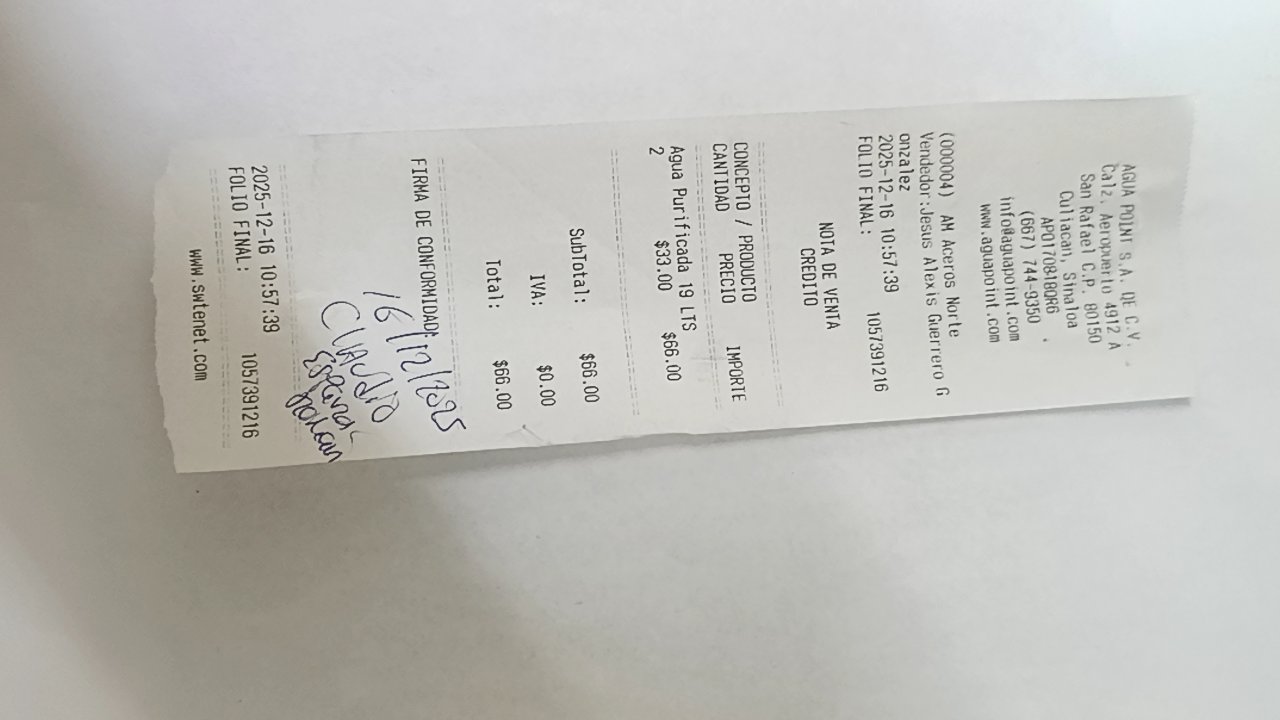 AGUA POINT S.A. DE C.V.
Calz. Aeropuerto 4912 A
San Rafael C.P. 80150
Culiacan, Sinaloa
APO170818QR6
(667) 744-9350
info@aguapoint.com
www.aguapoint.com
(000004) AM Aceros Norte
Vendedor:Jesus Alexis Guerrero G
onzalez
2025-12-16 10:57:39
FOLIO FINAL: 1057391216
NOTA DE VENTA
CREDITO
CONCEPTO / PRODUCTO
CANTIDAD PRECIO IMPORTE
Agua Purificada 19 LTS
2 $33.00 $66.00
SubTotal: $66.00
IVA: $0.00
Total: $66.00
FIRMA DE CONFORMIDAD:
16/12/2025
CLAUDIO
2025-12-16 10:57:39
FOLIO FINAL: 1057391216
www.swtenet.com